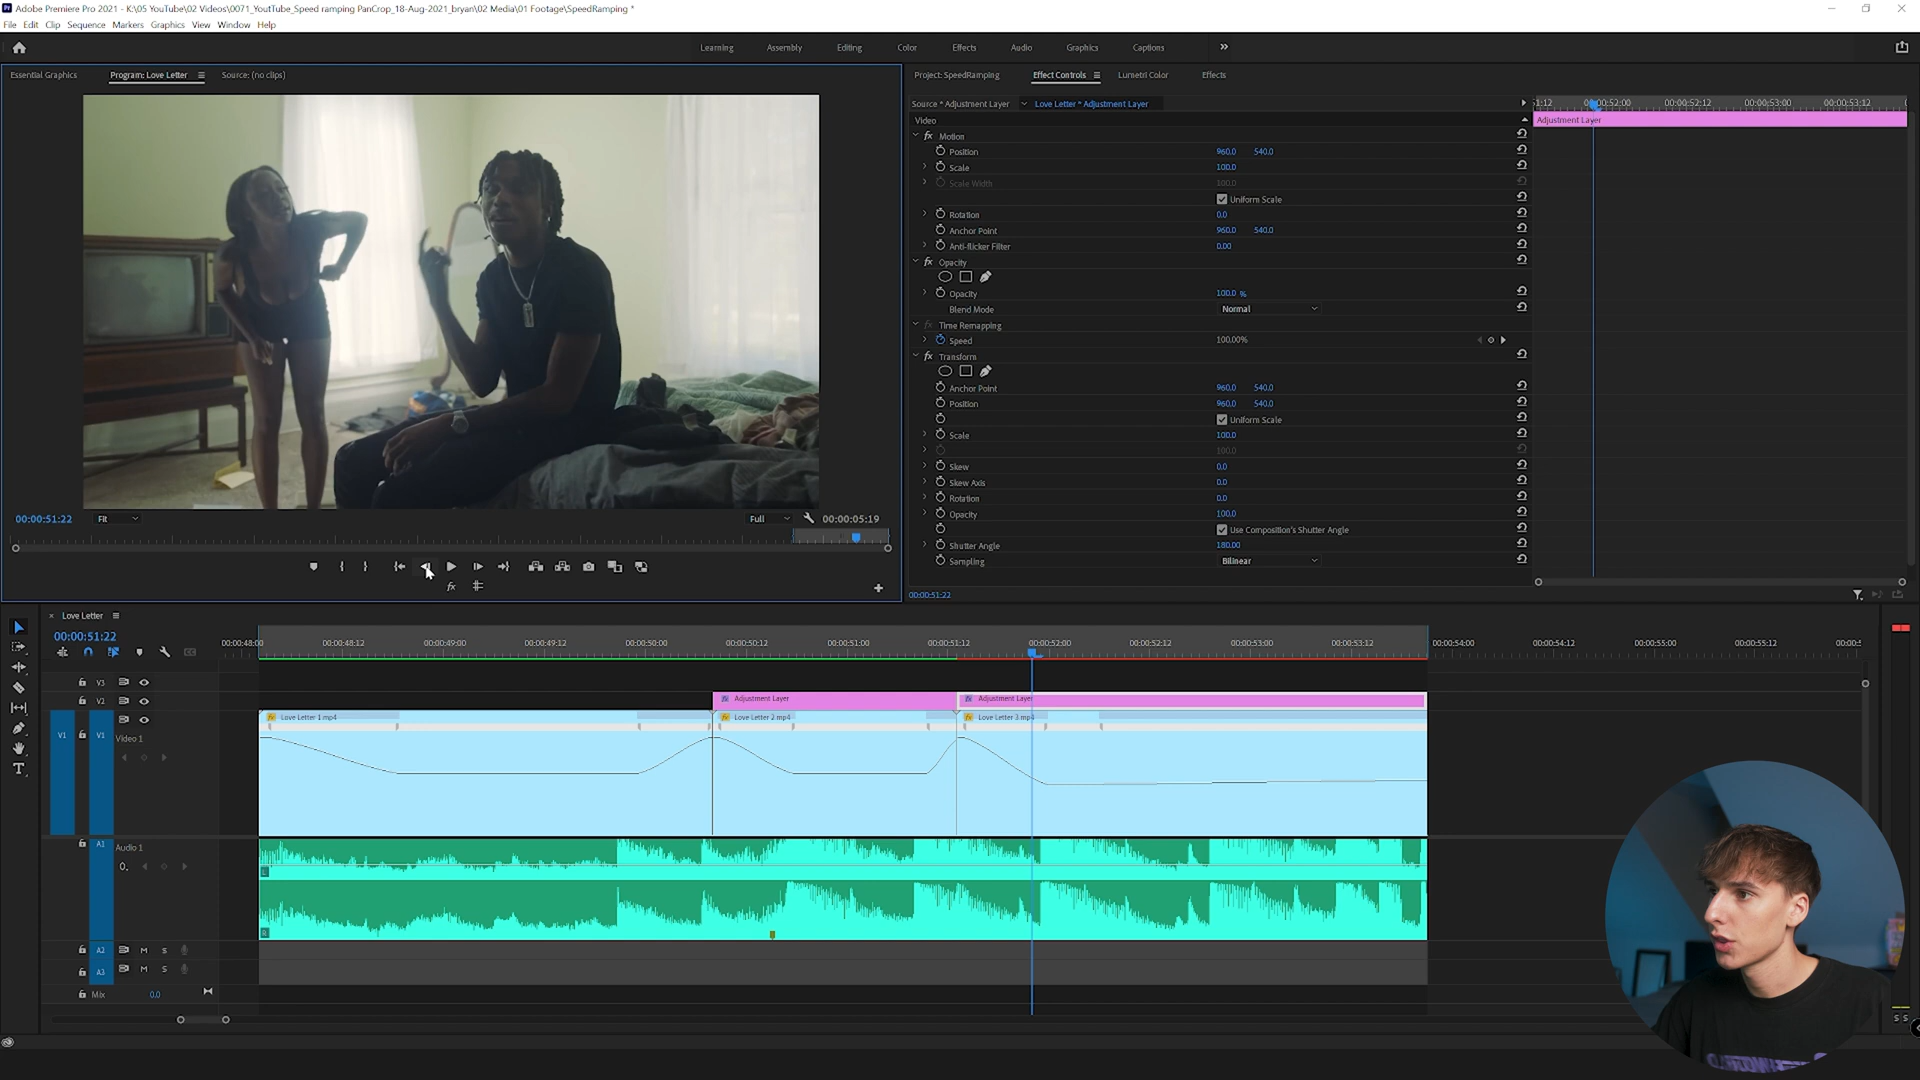 Adobe Premiere Pro 2021 - K:\05 YouTube\02 Videos\0071_YoutTube_Speed ramping PanCrop_18-Aug-2021_bryan\02 Media\01 Footage\SpeedRamping *
File Edit Clip Sequence Markers Graphics View Window Help
Learning Assembly Editing Color Effects Audio Graphics Captions
Essential Graphics Program: Love Letter Source: (no clips)
Project: SpeedRamping Effect Controls Lumetri Color Effects
Source * Adjustment Layer Love Letter * Adjustment Layer
00:00:52:00 00:00:52:12 00:00:53:00 00:00:53:12
Video Adjustment Layer
fx Motion
Position 960.0 540.0
Scale 100.0
Scale Width 100.0
Uniform Scale
Rotation 0.0
Anchor Point 960.0 540.0
Anti-flicker Filter 0.00
fx Opacity
Opacity 100.0 %
Blend Mode Normal
fx Time Remapping
Speed 100.00%
fx Transform
Anchor Point 960.0 540.0
Position 960.0 540.0
Uniform Scale
Scale 100.0
100.0
Skew 0.0
Skew Axis 0.0
Rotation 0.0
Opacity 100.0
Use Composition's Shutter Angle
Shutter Angle 180.00
Sampling Bilinear
00:00:51:22
00:00:51:22 Fit Full 00:00:05:19
fx
Love Letter
00:00:51:22
00:00:48:00 00:00:48:12 00:00:49:00 00:00:49:12 00:00:50:00 00:00:50:12 00:00:51:00 00:00:51:12 00:00:52:00 00:00:52:12 00:00:53:00 00:00:53:12 00:00:54:00 00:00:54:12 00:00:55:00 00:00:55:12
V3
V2 fx Adjustment Layer fx Adjustment Layer
fx Love Letter 1.mp4 fx Love Letter 2.mp4 fx Love Letter 3.mp4
V1 V1 Video 1
A1 Audio 1
0.
L
R
A2 M S
A3 M S
Mix 0.0
S S